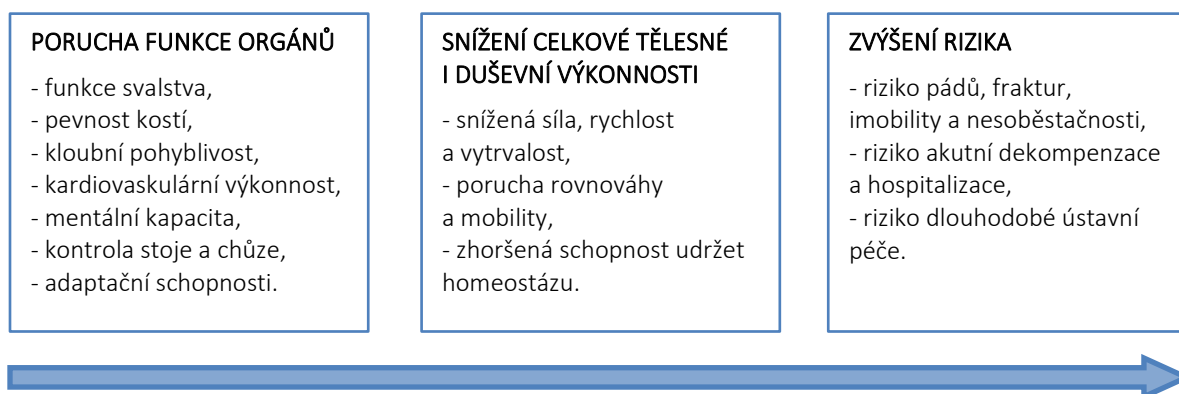 PORUCHA FUNKCE ORGÁNŮ
- funkce svalstva,
- pevnost kostí,
- kloubní pohyblivost,
- kardiovaskulární výkonnost,
- mentální kapacita,
- kontrola stoje a chůze,
- adaptační schopnosti.
SNÍŽENÍ CELKOVÉ TĚLESNÉ
I DUŠEVNÍ VÝKONNOSTI
- snížená síla, rychlost
a vytrvalost,
- porucha rovnováhy
a mobility,
- zhoršená schopnost udržet
homeostázu.
ZVÝŠENÍ RIZIKA
- riziko pádů, fraktur,
imobility a nesoběstačnosti,
- riziko akutní dekompenzace
a hospitalizace,
- riziko dlouhodobé ústavní
péče.